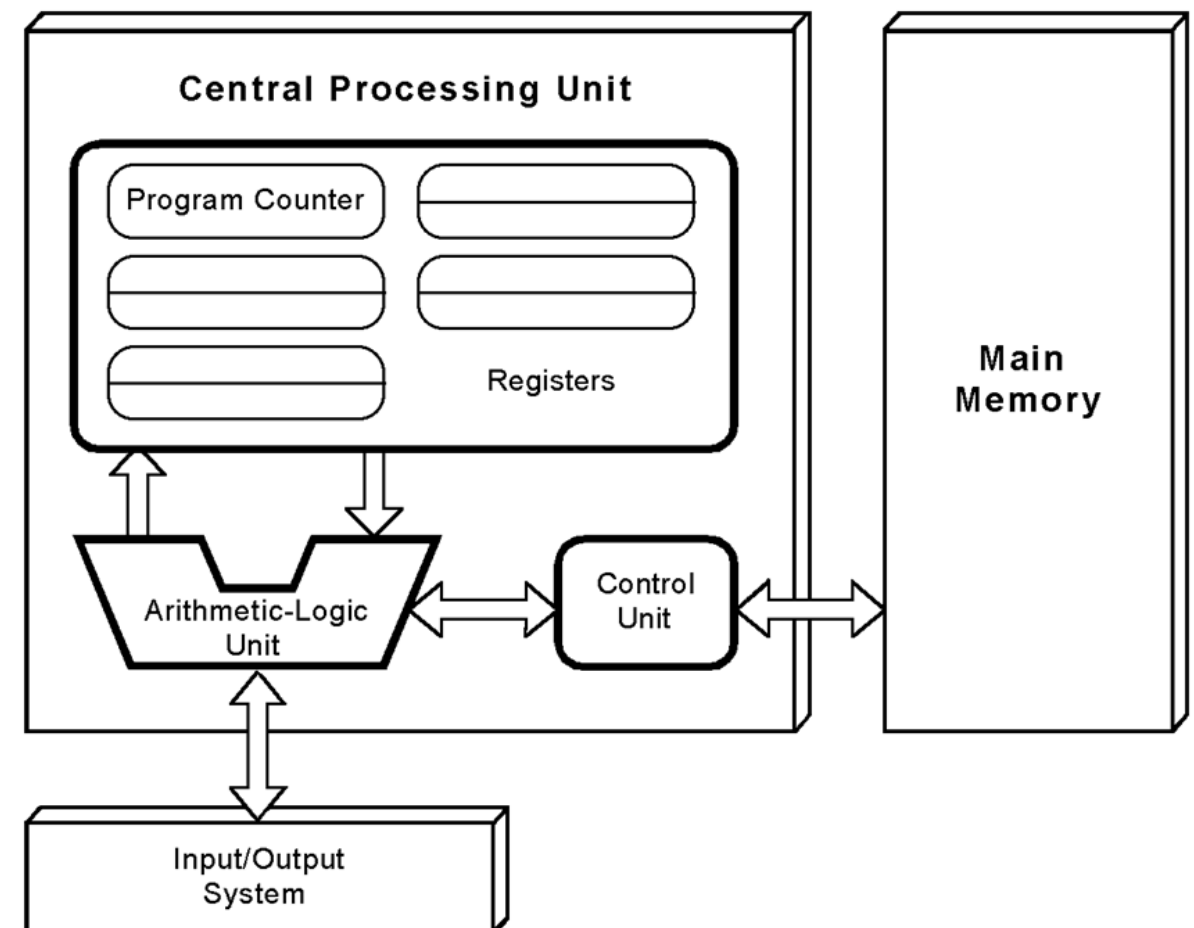 Central Processing Unit
Program Counter
Registers
Main
Memory
Arithmetic-Logic
Unit
Control
Unit
Input/Output
System